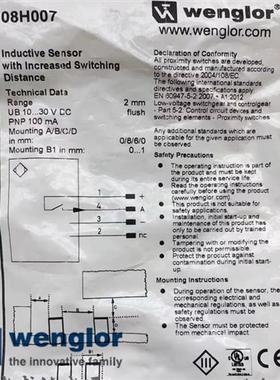 08H007
Inductive Sensor
with Increased Switching
Distance
Technical Data
Range 2 mm
UB 10...30 V DC flush
PNP 100 mA
Mounting A/B/C/D
in mm: 0/8/6/0
Mounting B1 in mm: 0...1
1
4
3
2
+
A
−
nc
wenglor
www.wenglor.com
Declaration of Conformity
All proximity switches are developed,
constructed and manufactured according
to the directive 2004/108/EC
The following international standards
directives and specifications apply
EN 60947-5-2:2007 + A1:2012
Low-voltage switchgear and controlgear
- Part 5-2: Control circuit devices and
switching elements - Proximity switches
Any additional standards which are
applicable for the given application must
be observed.
Safety Precautions
• The operating instruction is part of
the product and must be kept
during its entire service life.
• Read the operating instructions
carefully before using the product
(www.wenglor.com)
• This product is not suitable for
safety applications.
• Installation, initial start-up and
maintenance of this product has
only to be carried out by trained
personnel.
• Tampering with or modifying the
product is not permissible.
• Protect the product against
contamination during initial
start-up.
Mounting Instructions
• During operation of the sensor, the
corresponding electrical and
mechanical regulations, as well as
safety regulations must be
observed.
• The Sensor must be protected
from mechanical impact.
wenglor
the innovative family
CE
UL
LISTED